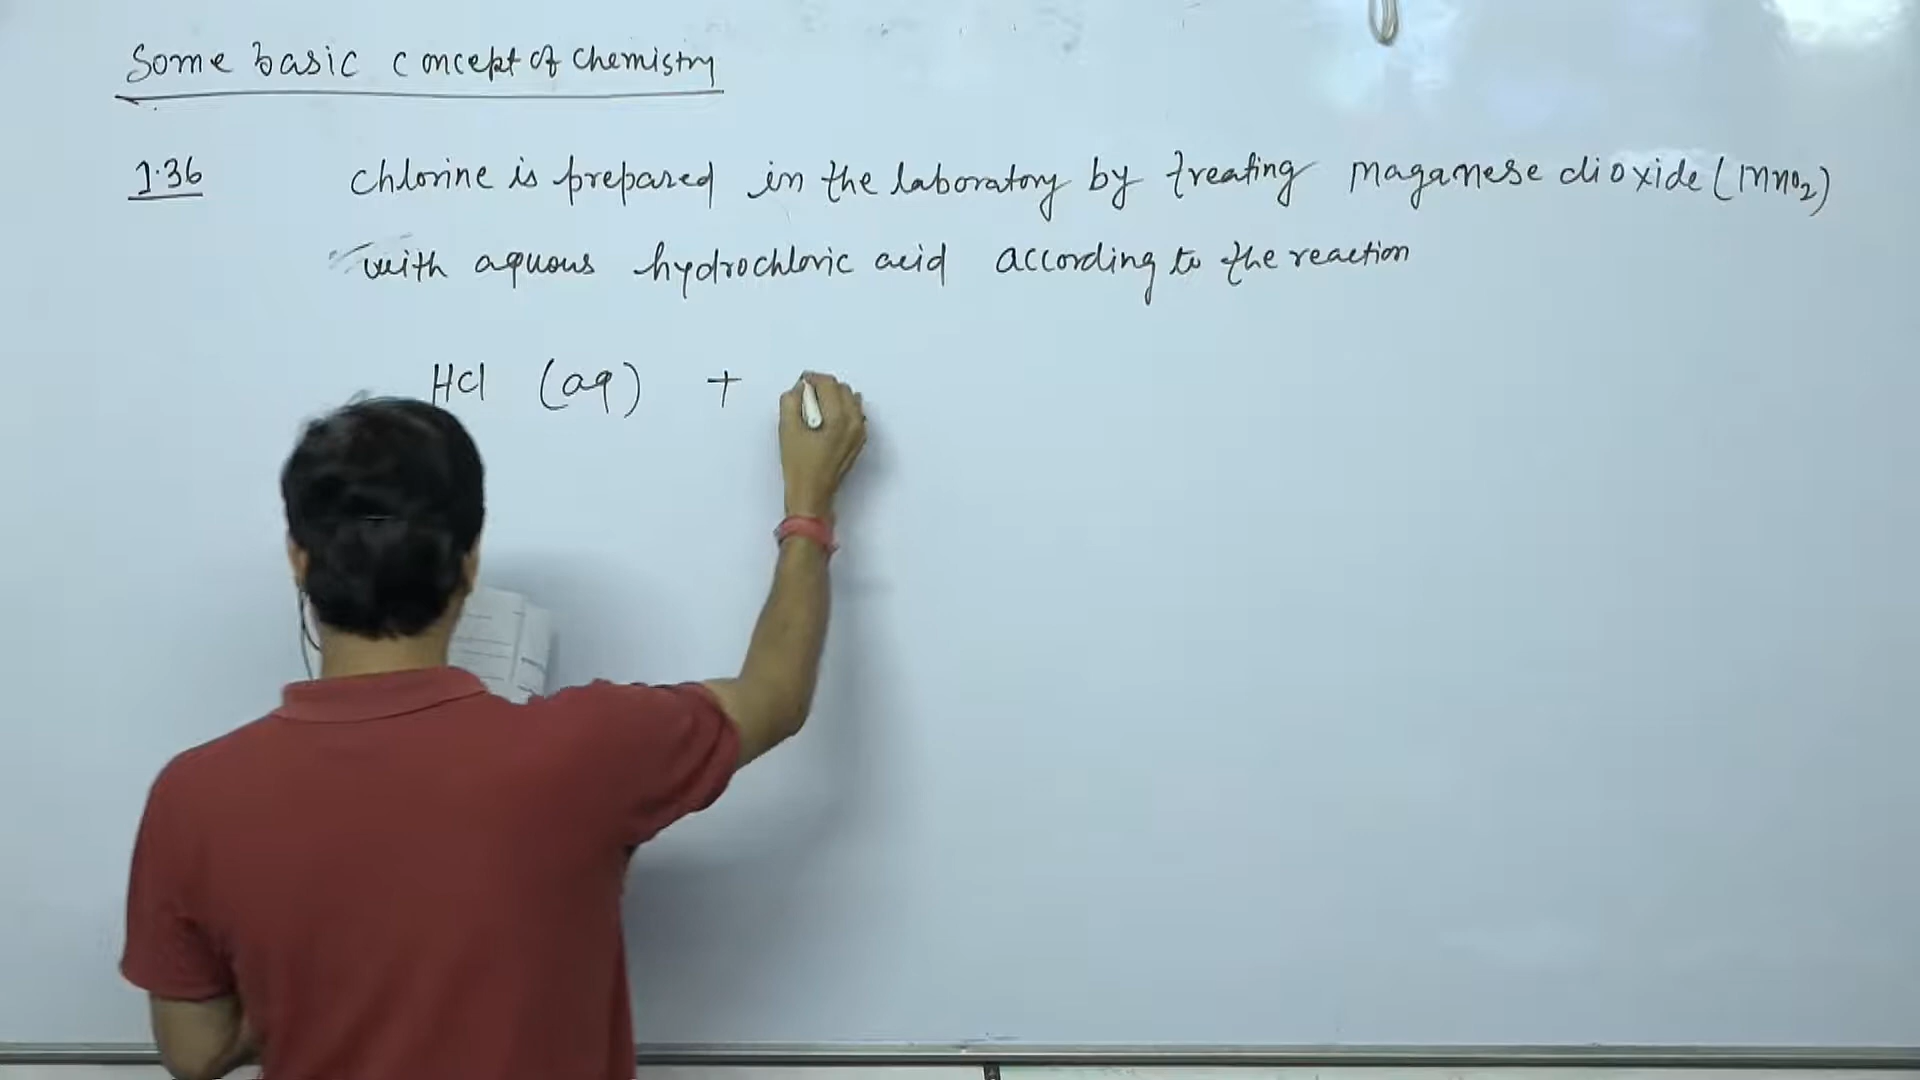 Some basic concept of chemistry
1.36 chlorine is prepared in the laboratory by treating maganese dioxide (MnO2)
with aquous hydrochloric acid according to the reaction
HCl (aq) +